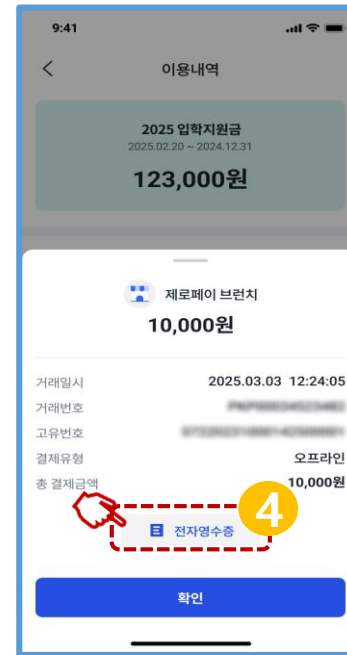 9:41
이용내역
2025 입학지원금
2025.02.20 ~ 2024.12.31
123,000원
제로페이 브런치
10,000원
거래일시 2025.03.03 12:24:05
거래번호
고유번호
결제유형 오프라인
총 결제금액 10,000원
4
전자영수증
확인